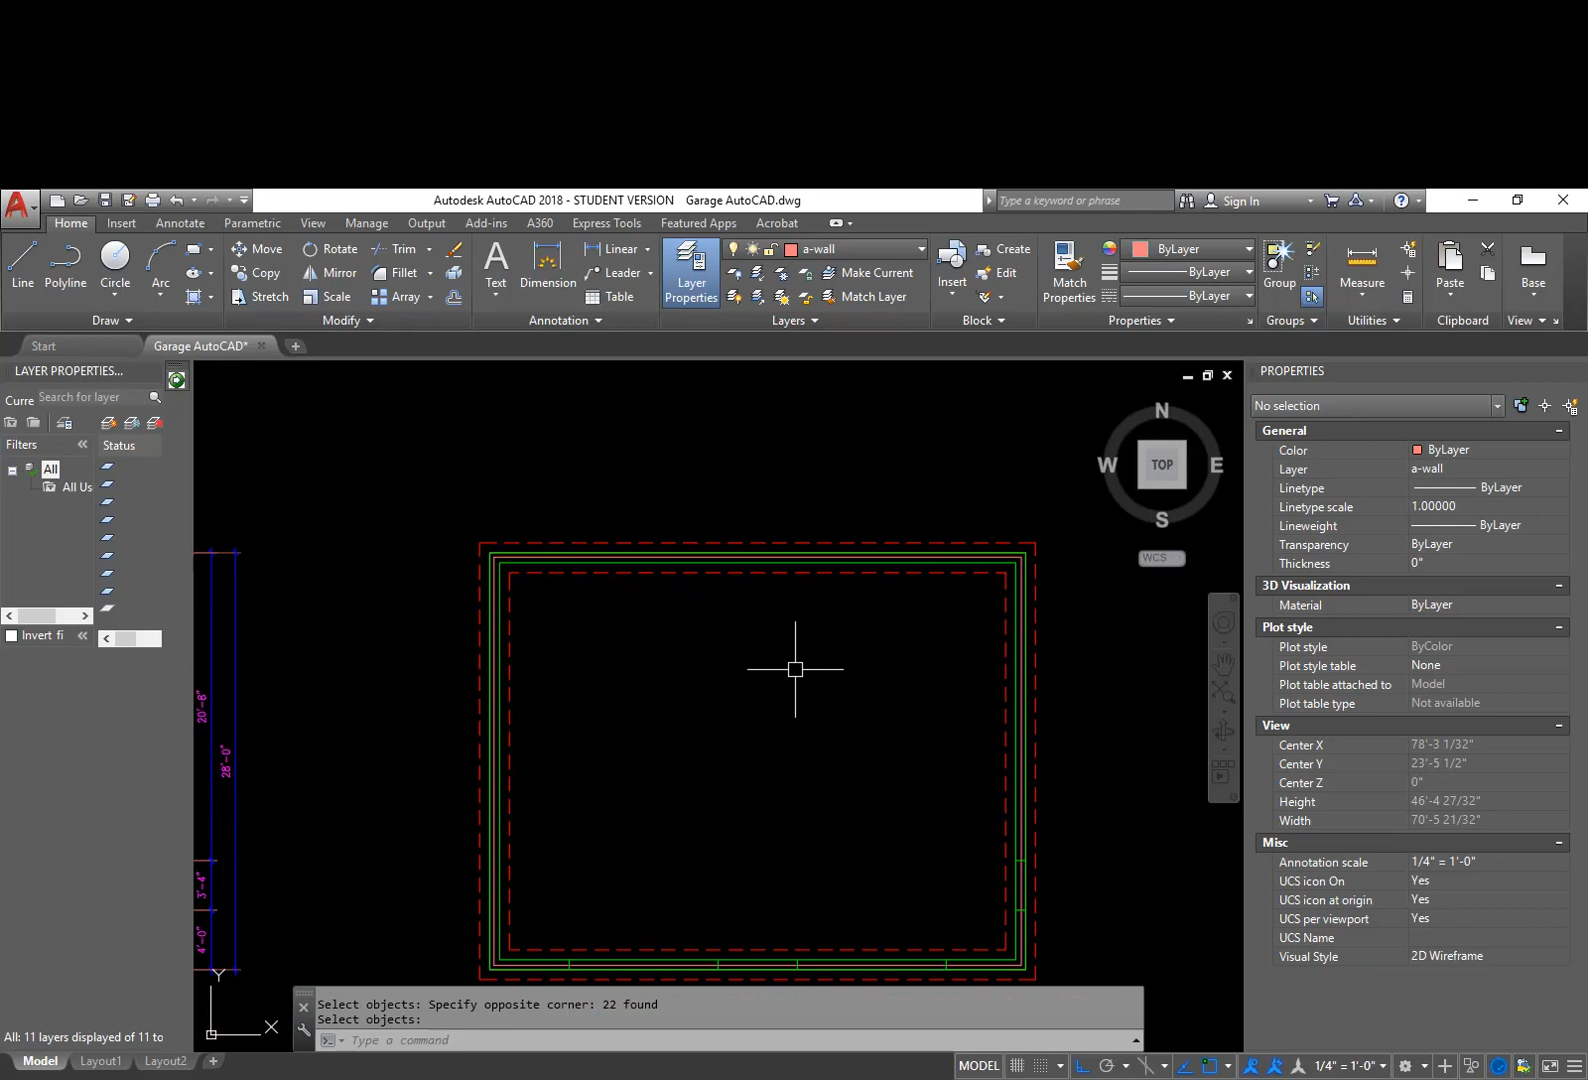 Autodesk AutoCAD 2018 - STUDENT VERSION Garage AutoCAD.dwg
Type a keyword or phrase
Sign In
Home Insert Annotate Parametric View Manage Output Add-ins A360 Express Tools Featured Apps Acrobat
Line Polyline Circle Arc
Move Rotate Trim
Copy Mirror Fillet
Stretch Scale Array
Text Dimension
Linear
Leader
Table
Layer Properties
a-wall
Make Current
Match Layer
Insert
Create
Edit
Match Properties
ByLayer
ByLayer
ByLayer
Group
Measure
Paste
Base
Draw Modify Annotation Layers Block Properties Groups Utilities Clipboard View
Start Garage AutoCAD*
LAYER PROPERTIES...
Curre Search for layer
Filters Status
All
All Us
Invert fi
All: 11 layers displayed of 11 to
20'-8"
28'-0"
3'-4"
4'-0"
Y
X
N
W TOP E
S
WCS
PROPERTIES
No selection
General
Color ByLayer
Layer a-wall
Linetype ByLayer
Linetype scale 1.00000
Lineweight ByLayer
Transparency ByLayer
Thickness 0"
3D Visualization
Material ByLayer
Plot style
Plot style ByColor
Plot style table None
Plot table attached to Model
Plot table type Not available
View
Center X 78'-3 1/32"
Center Y 23'-5 1/2"
Center Z 0"
Height 46'-4 27/32"
Width 70'-5 21/32"
Misc
Annotation scale 1/4" = 1'-0"
UCS icon On Yes
UCS icon at origin Yes
UCS per viewport Yes
UCS Name
Visual Style 2D Wireframe
Select objects: Specify opposite corner: 22 found
Select objects:
Type a command
Model Layout1 Layout2
MODEL 1/4" = 1'-0"